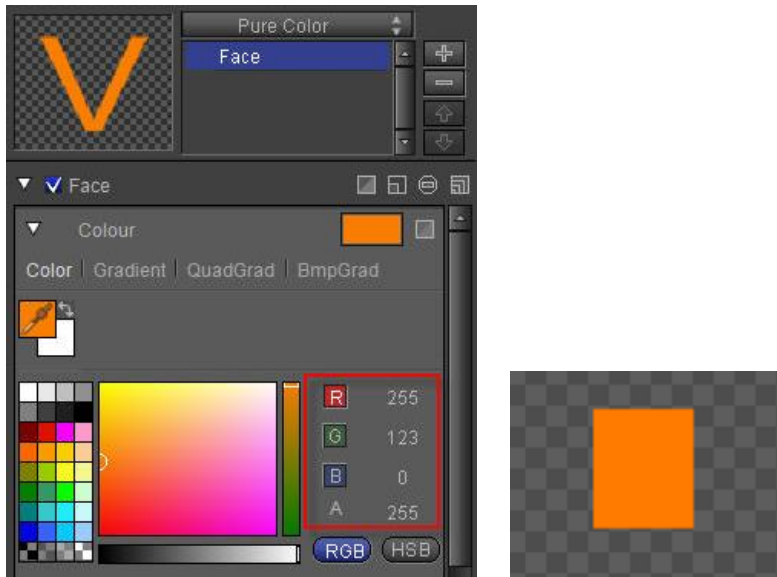 V
Pure Color
Face
Face
Colour
Color Gradient QuadGrad BmpGrad
R 255
G 123
B 0
A 255
RGB HSB